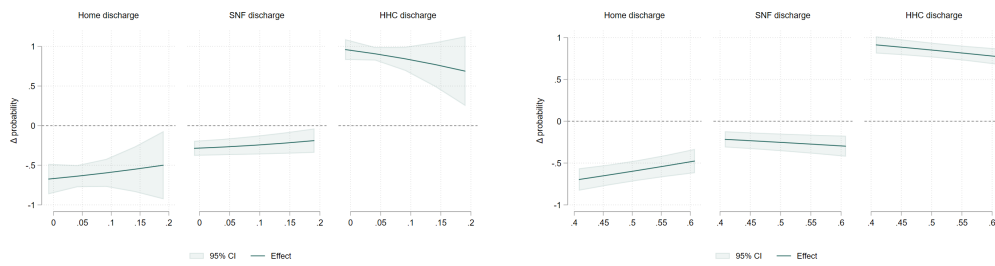 Home discharge SNF discharge HHC discharge
1
.5
0
-.5
-1
Δ probability
0 .05 .1 .15 .2 0 .05 .1 .15 .2 0 .05 .1 .15 .2
95% CI Effect
Home discharge SNF discharge HHC discharge
1
.5
0
-.5
-1
Δ probability
.4 .45 .5 .55 .6 .4 .45 .5 .55 .6 .4 .45 .5 .55 .6
95% CI Effect